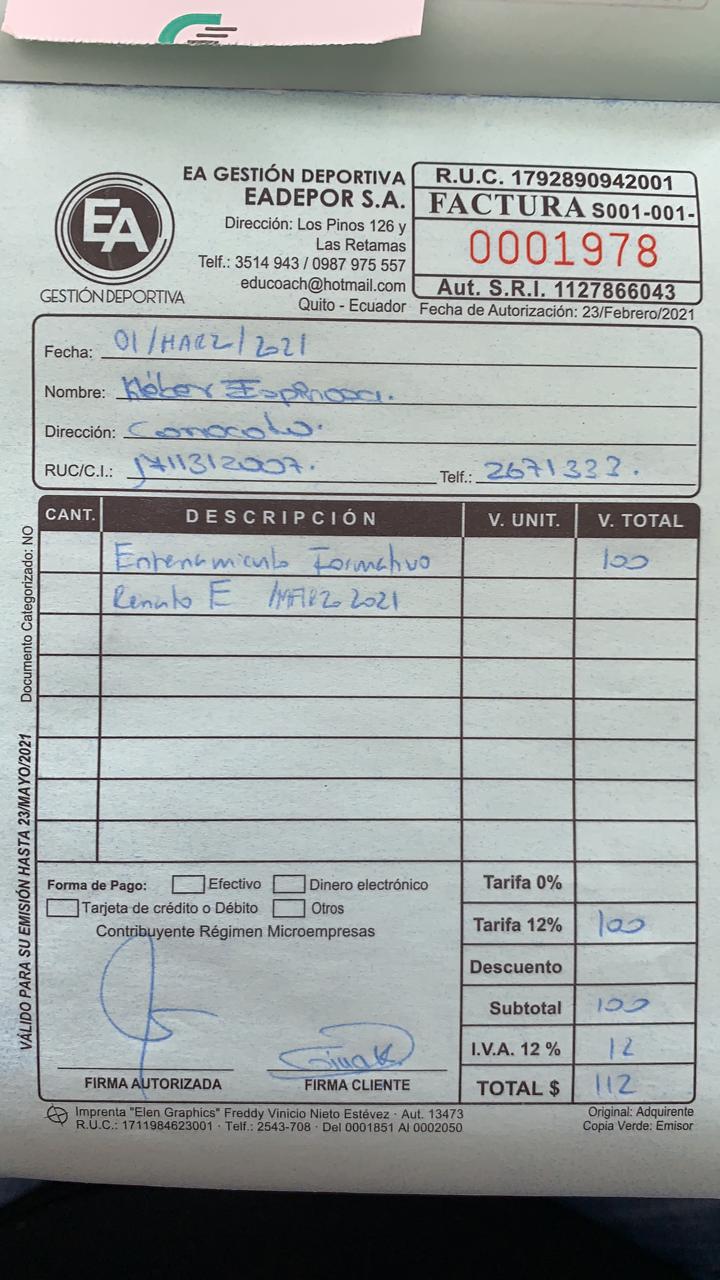 EA
GESTIÓN DEPORTIVA
EA GESTIÓN DEPORTIVA
EADEPOR S.A.
Dirección: Los Pinos 126 y
Las Retamas
Telf.: 3514 943 / 0987 975 557
educoach@hotmail.com
Quito - Ecuador
R.U.C. 1792890942001
FACTURA S001-001-
0001978
Aut. S.R.I. 1127866043
Fecha de Autorización: 23/Febrero/2021
Fecha: 01/MARZ/2021
Nombre: Kléber Espinosa.
Dirección: Conocoto.
RUC/C.I.: 1711312007. Telf.: 2671333.
CANT. DESCRIPCIÓN V. UNIT. V. TOTAL
Entrenamiento Formativo 100
Renato E MARZO 2021
Forma de Pago: Efectivo Dinero electrónico
Tarjeta de crédito o Débito Otros
Contribuyente Régimen Microempresas
Tarifa 0%
Tarifa 12% 100
Descuento
Subtotal 100
I.V.A. 12 % 12
TOTAL $ 112
FIRMA AUTORIZADA FIRMA CLIENTE
Imprenta "Elen Graphics" Freddy Vinicio Nieto Estévez · Aut. 13473
R.U.C.: 1711984623001 · Telf.: 2543-708 · Del 0001851 Al 0002050
Original: Adquirente
Copia Verde: Emisor
VÁLIDO PARA SU EMISIÓN HASTA 23/MAYO/2021 Documento Categorizado: NO